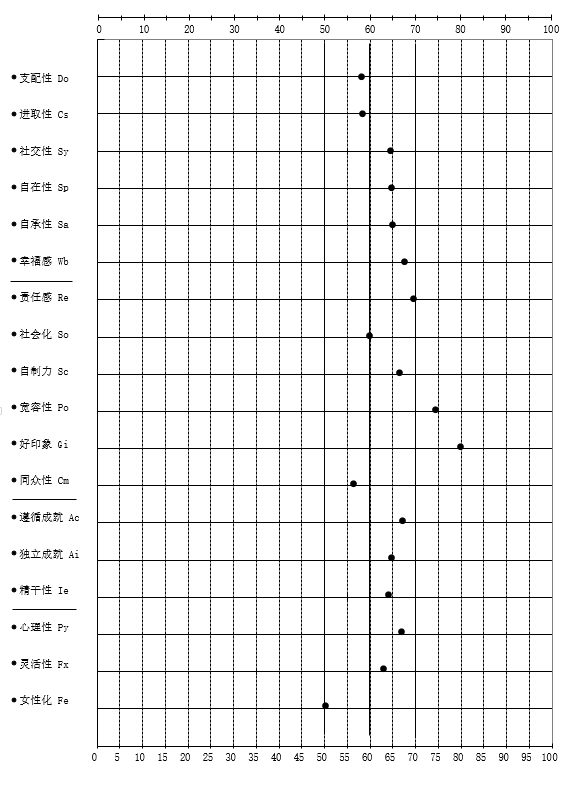 0 10 20 30 40 50 60 70 80 90 100
支配性 Do
进取性 Cs
社交性 Sy
自在性 Sp
自承性 Sa
幸福感 Wb
责任感 Re
社会化 So
自制力 Sc
宽容性 Po
好印象 Gi
同众性 Cm
遵循成就 Ac
独立成就 Ai
精干性 Ie
心理性 Py
灵活性 Fx
女性化 Fe
0 5 10 15 20 25 30 35 40 45 50 55 60 65 70 75 80 85 90 95 100